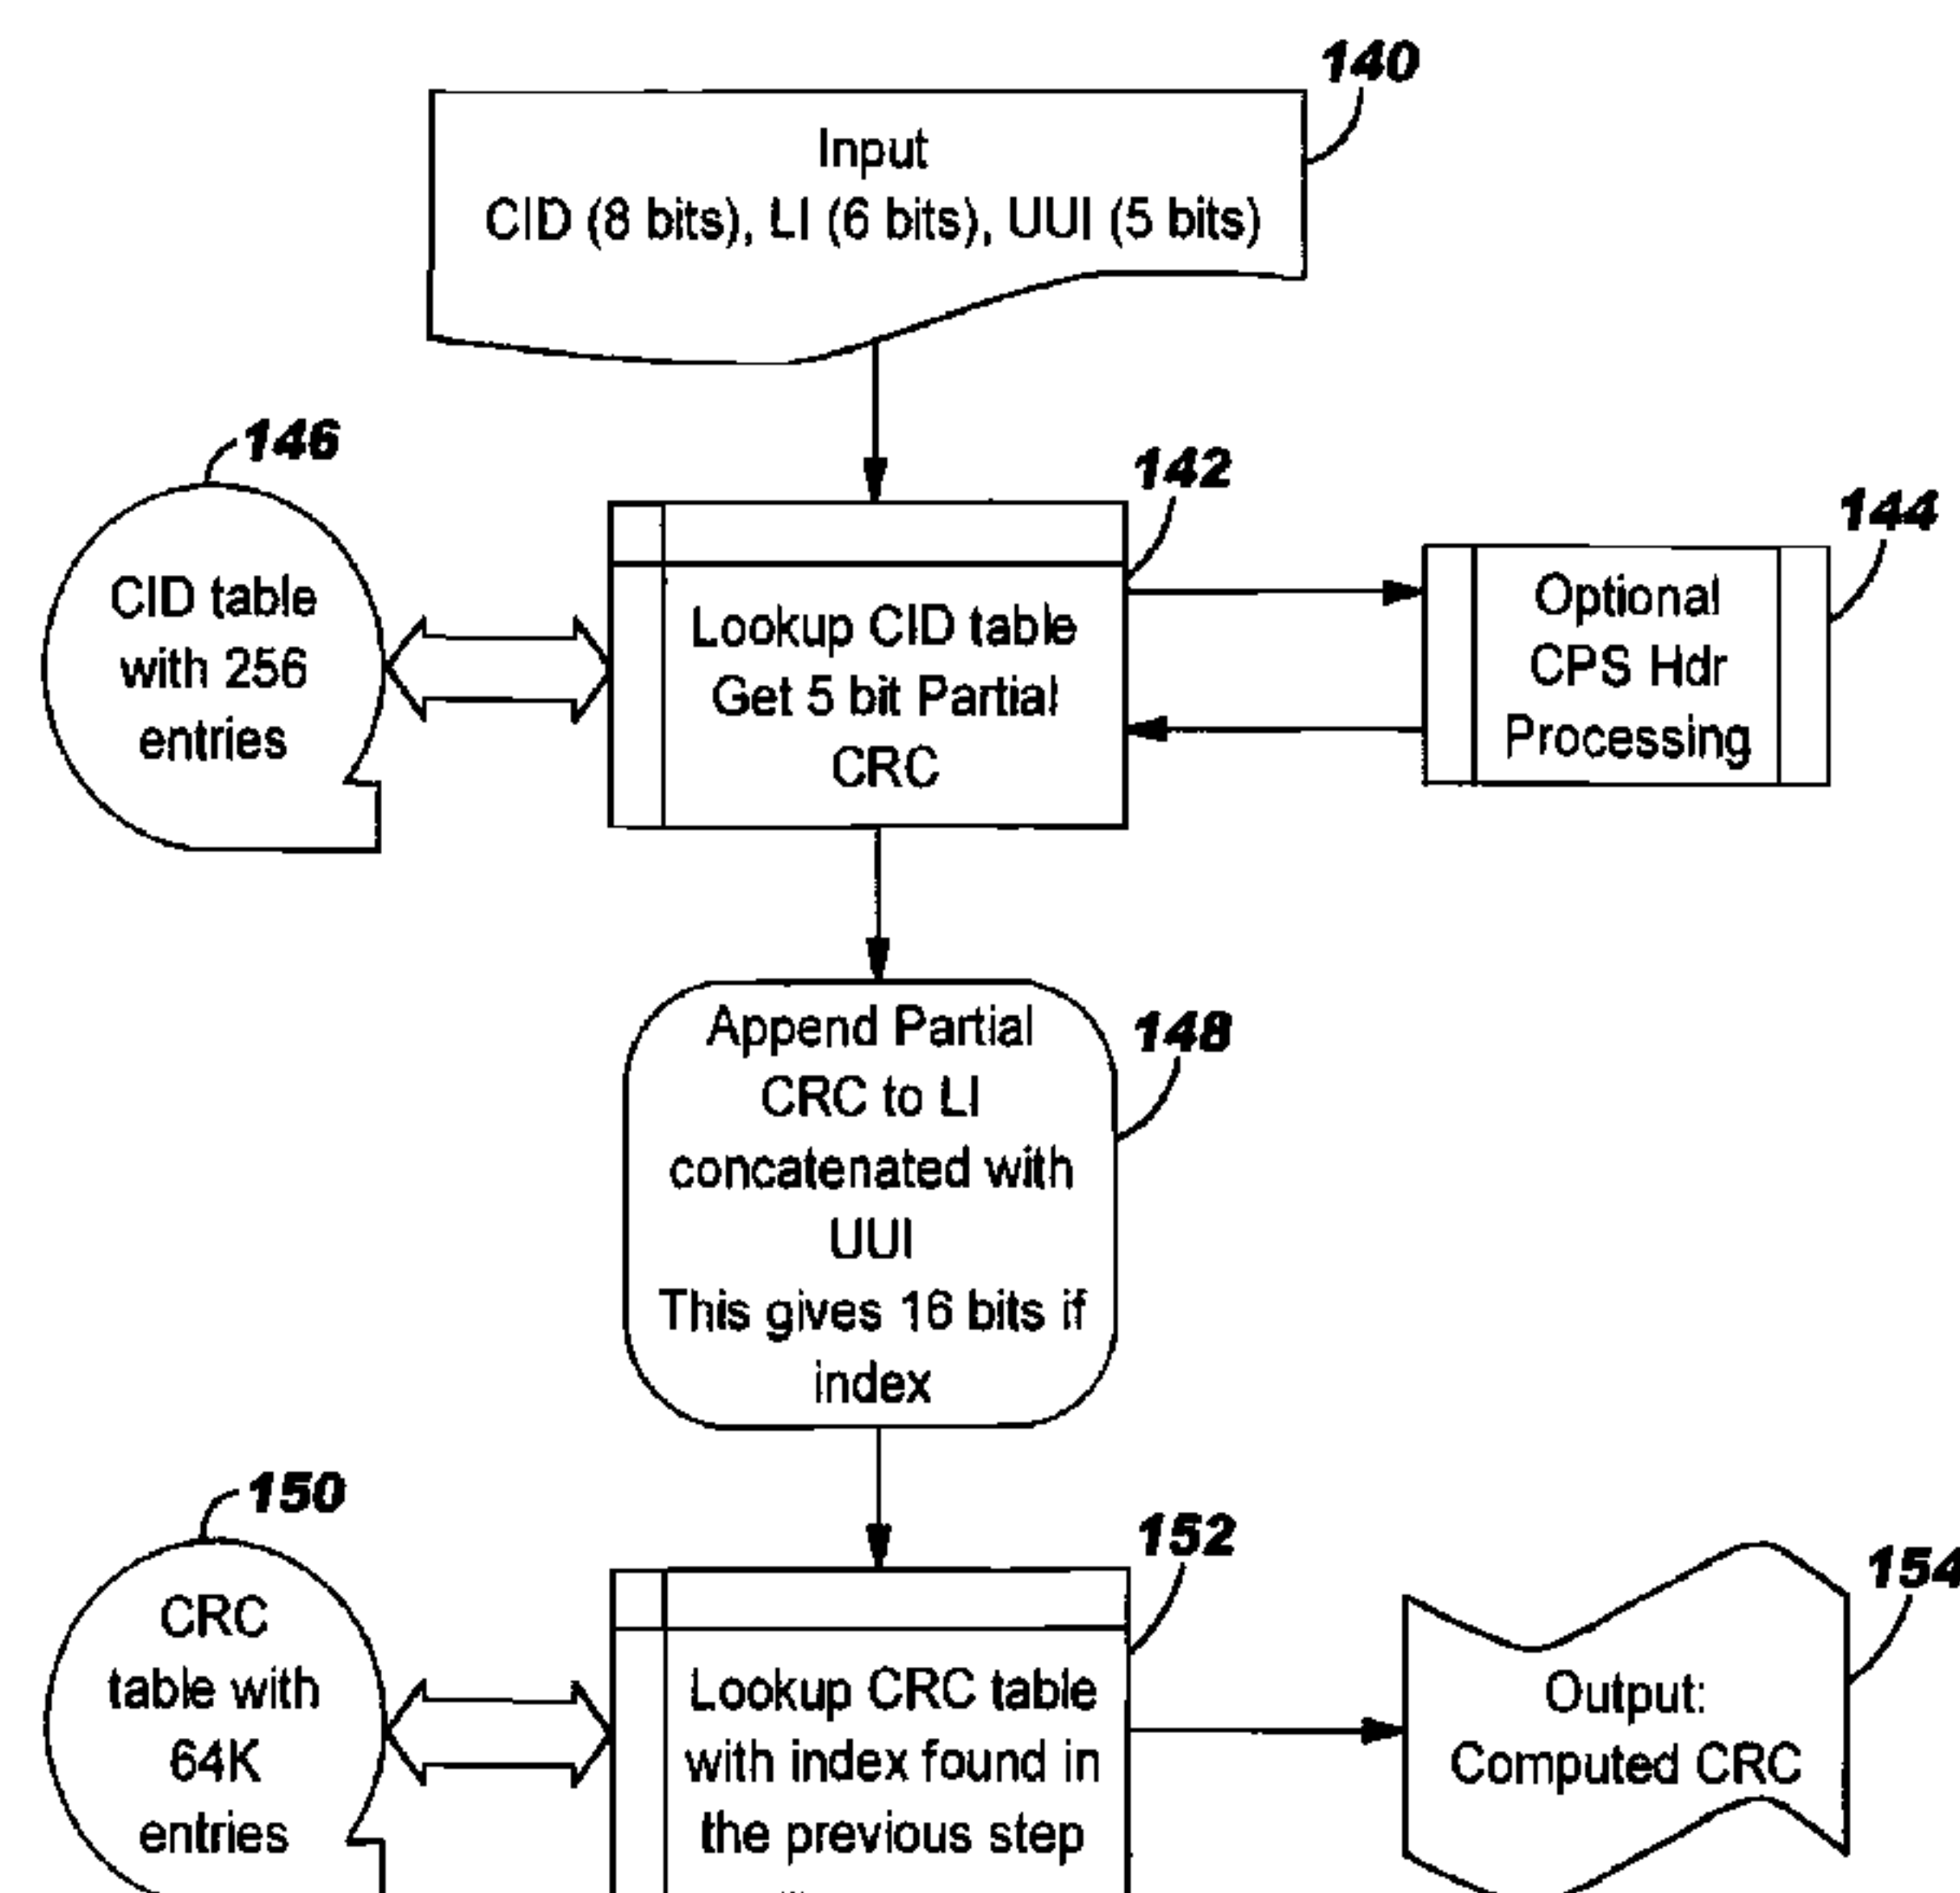 140
Input
CID (8 bits), LI (6 bits), UUI (5 bits)
146
CID table
with 256
entries
142
Lookup CID table
Get 5 bit Partial
CRC
144
Optional
CPS Hdr
Processing
148
Append Partial
CRC to LI
concatenated with
UUI
This gives 16 bits if
index
150
CRC
table with
64K
entries
152
Lookup CRC table
with index found in
the previous step
154
Output:
Computed CRC